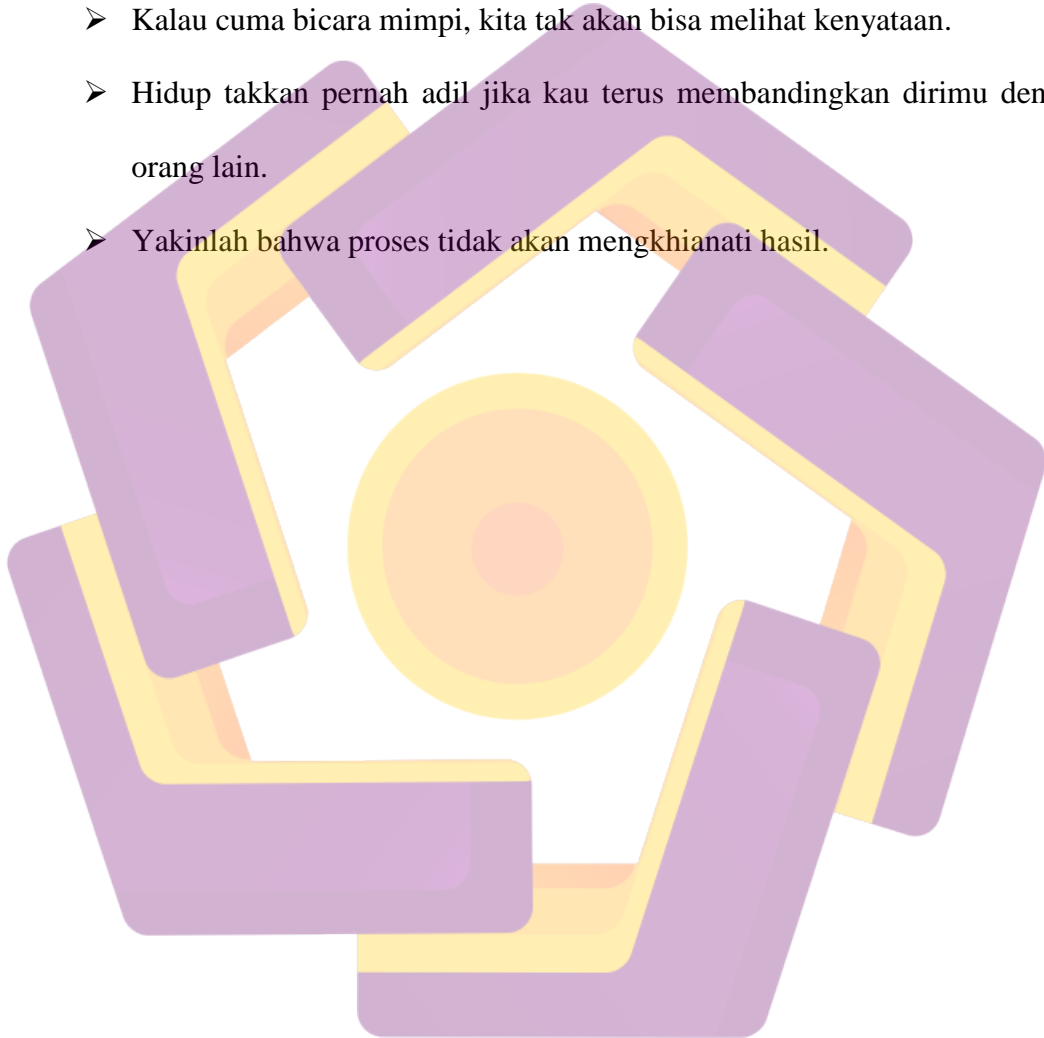 ➢ Kalau cuma bicara mimpi, kita tak akan bisa melihat kenyataan.
➢ Hidup takkan pernah adil jika kau terus membandingkan dirimu den
orang lain.
➢ Yakinlah bahwa proses tidak akan mengkhianati hasil.